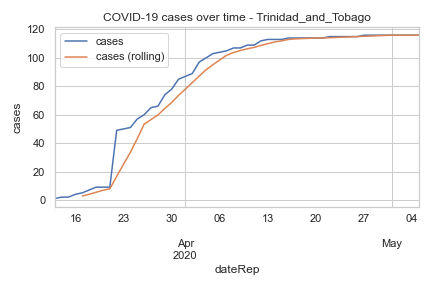 COVID-19 cases over time - Trinidad_and_Tobago
120
100
80
60
40
20
0
cases
cases
cases (rolling)
16 23 30 06 13 20 27 04
Apr May
2020
dateRep